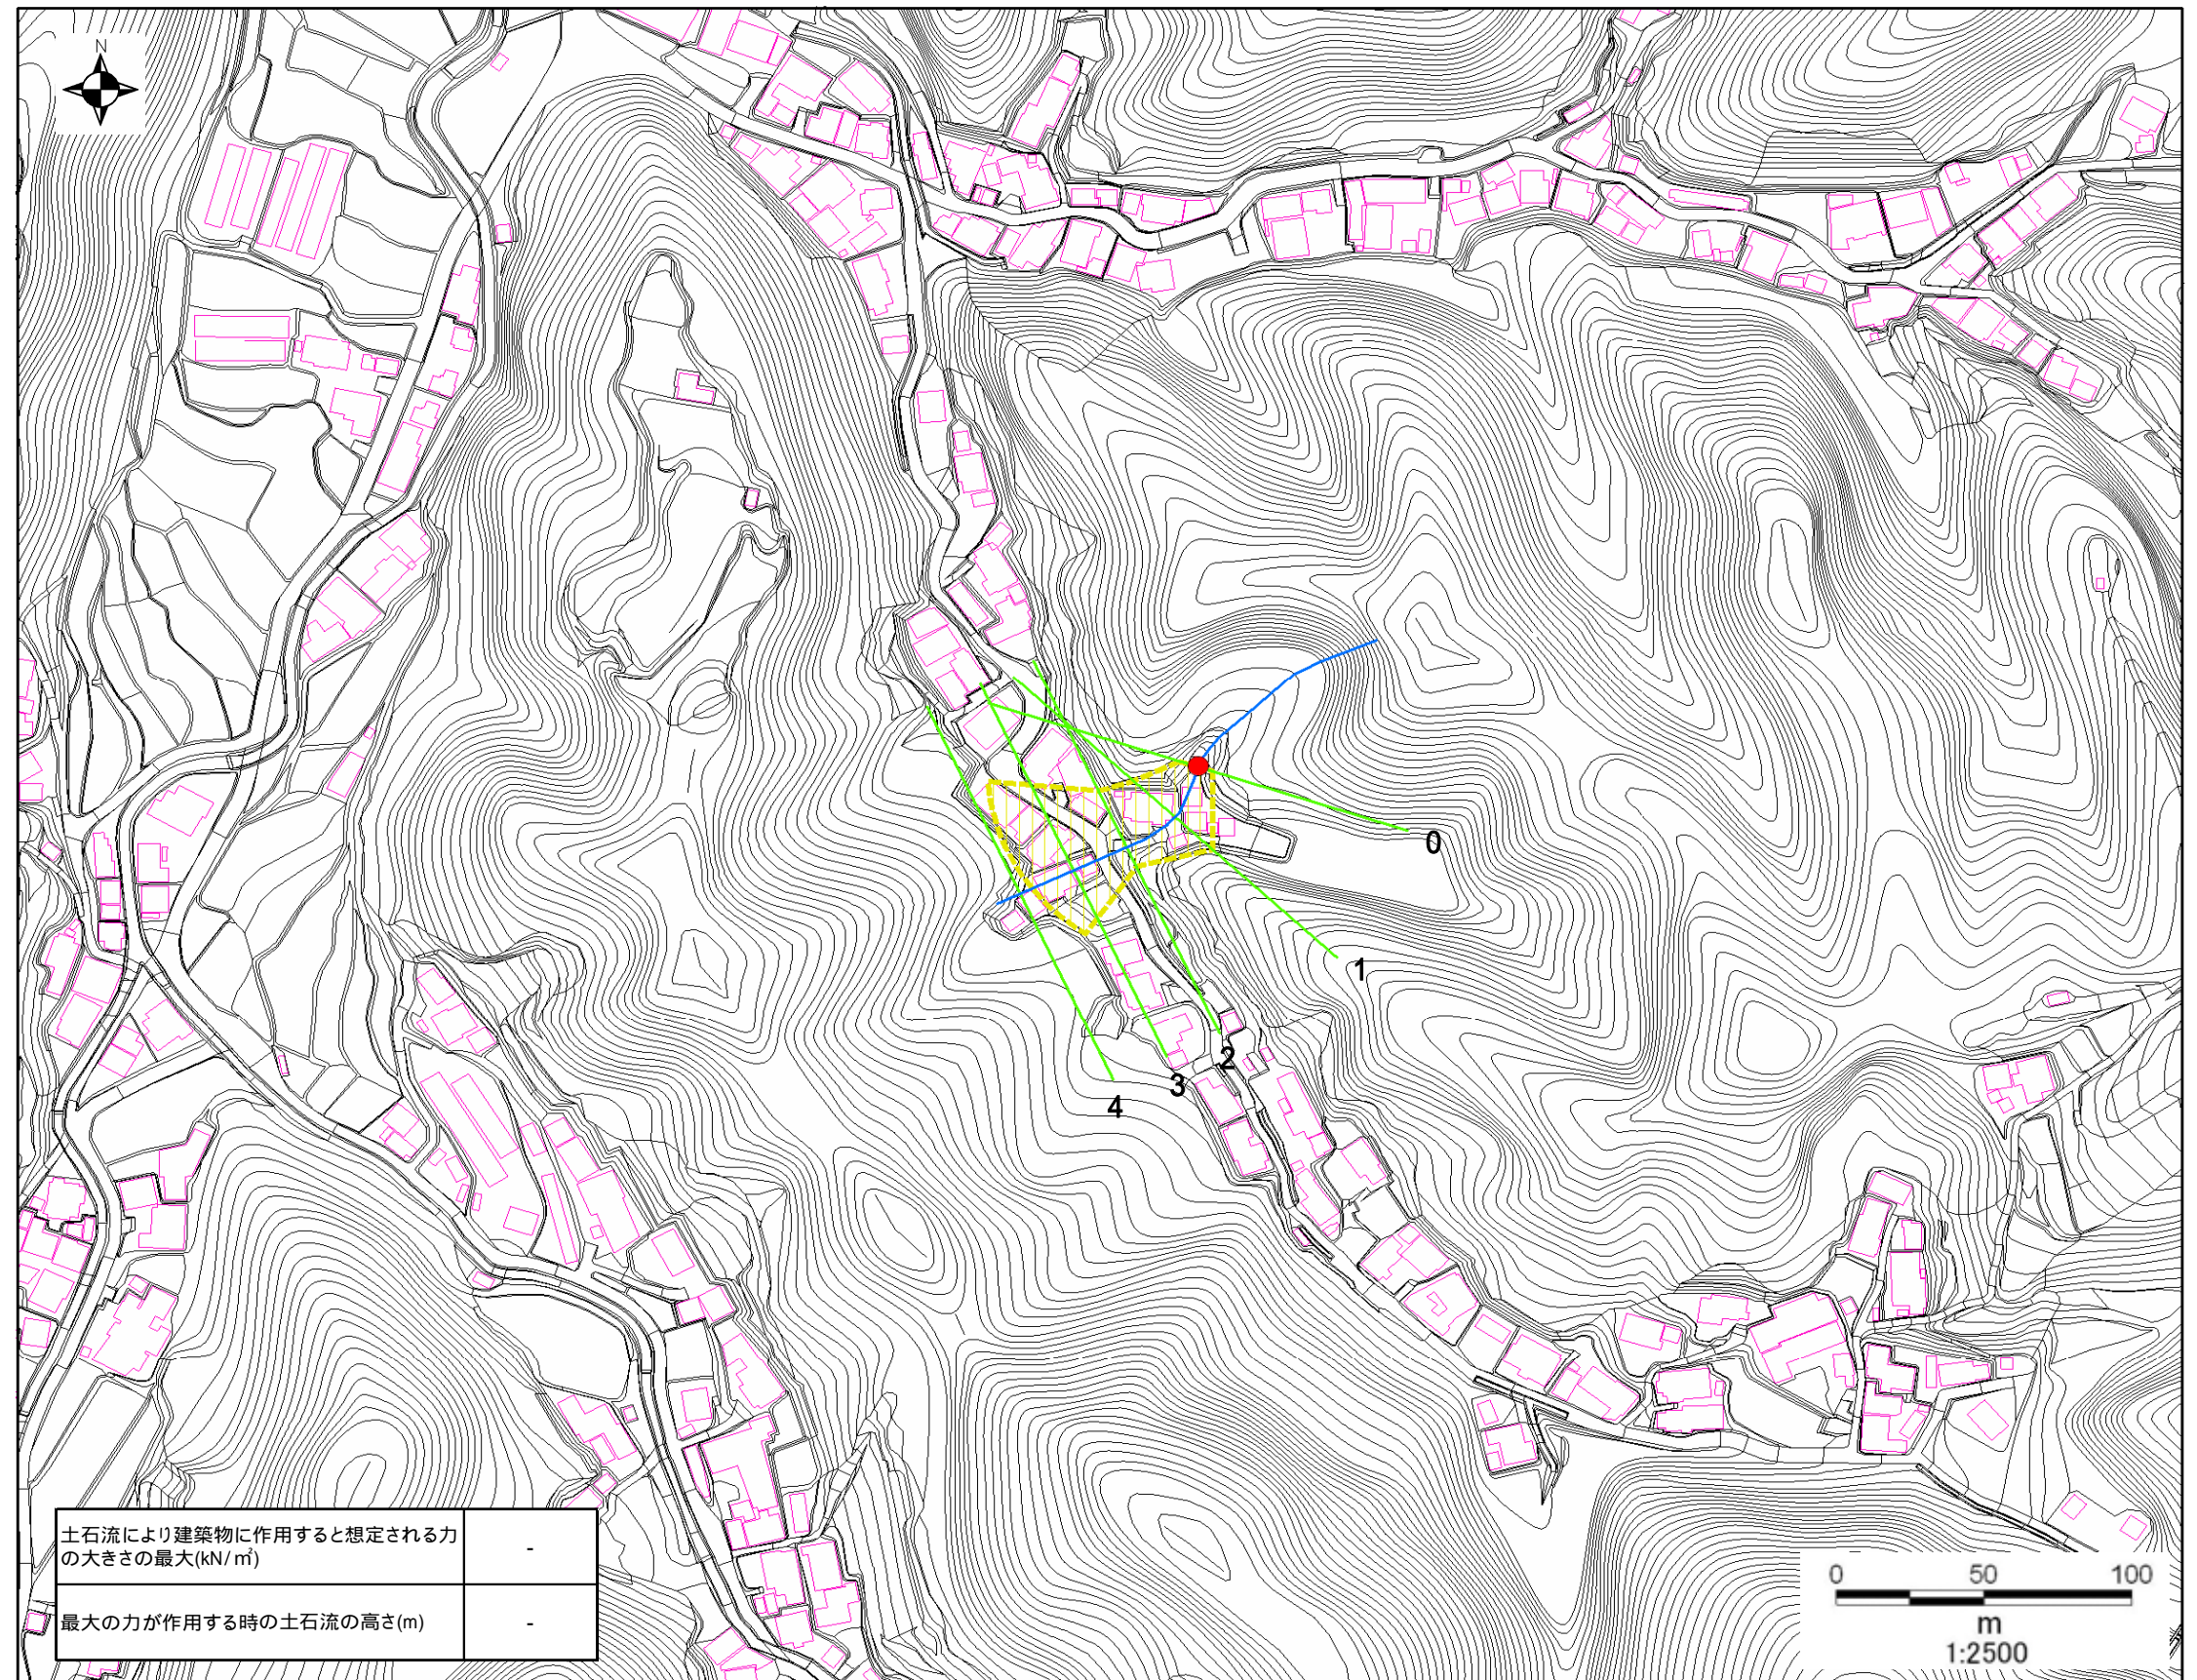 N
0
1
2
3
4
土石流により建築物に作用すると想定される力
の大きさの最大(kN/㎡)
-
最大の力が作用する時の土石流の高さ(m)
-
0 50 100
m
1:2500